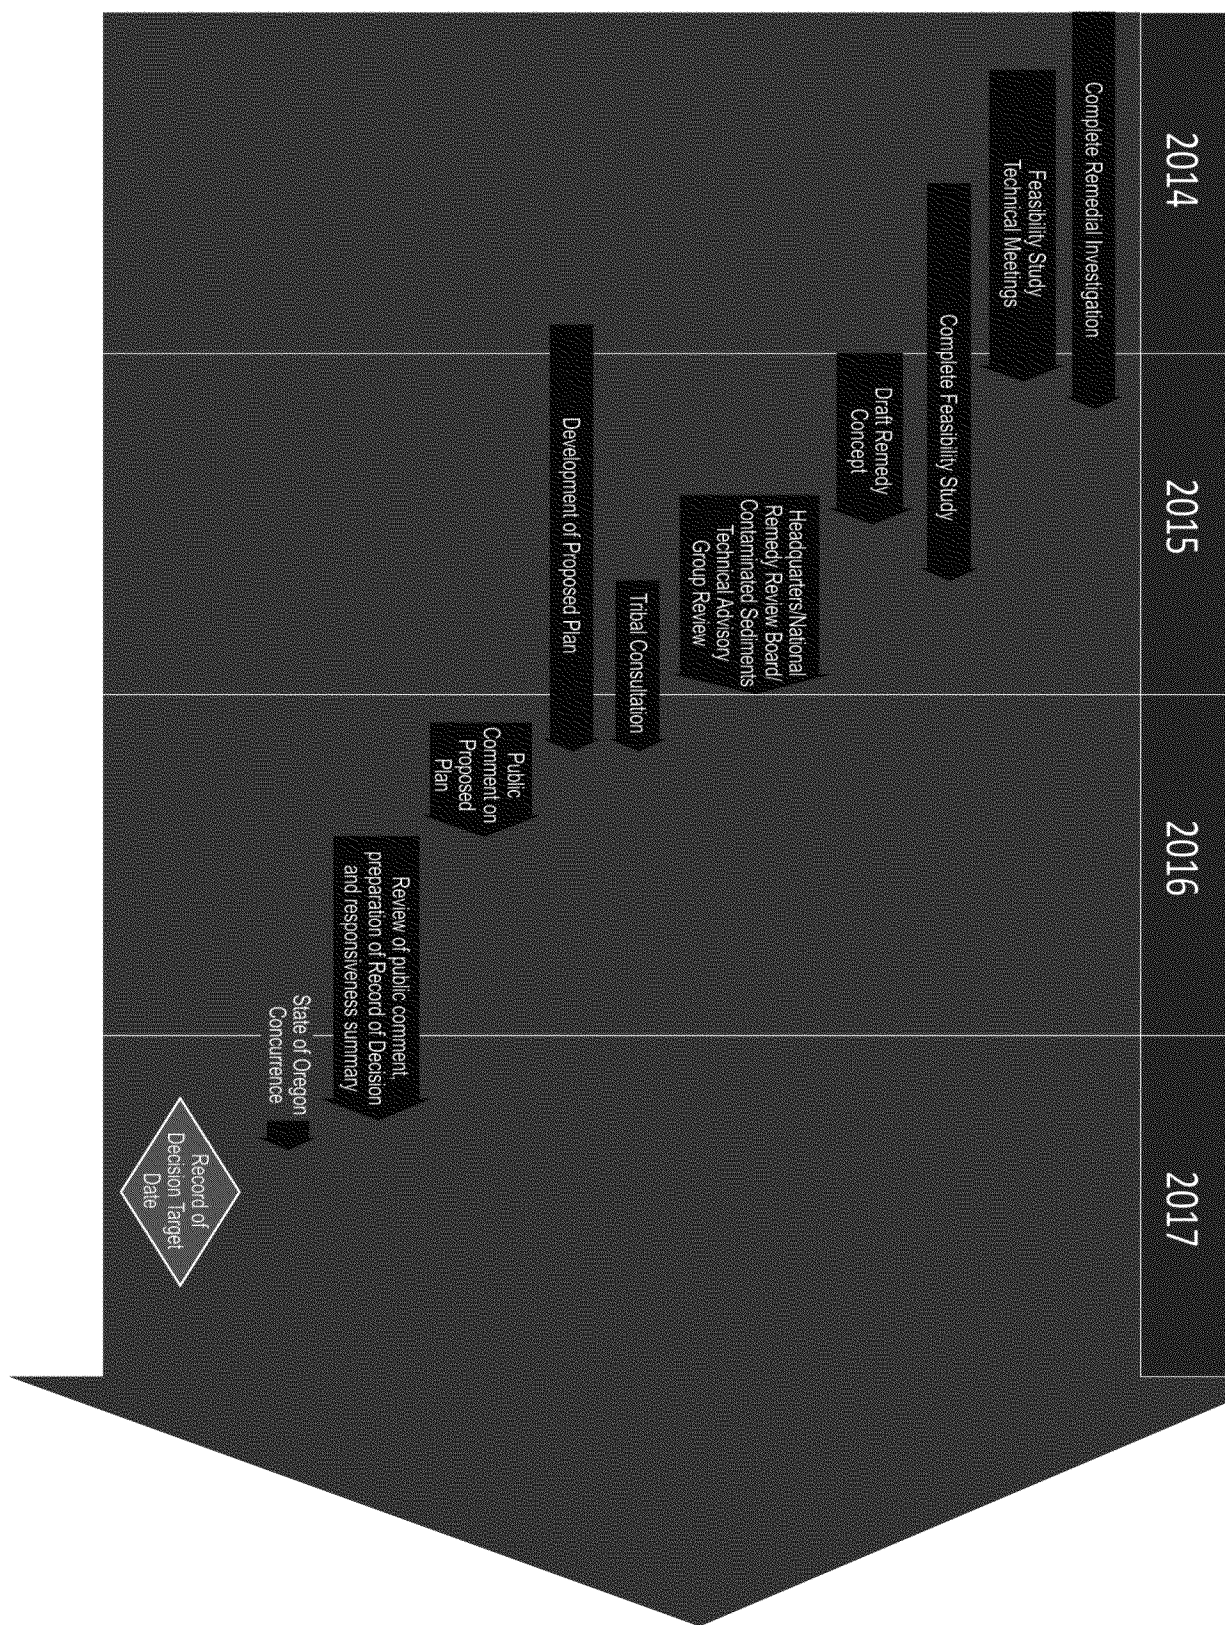 2014
2015
2016
2017
Complete Remedial Investigation
Feasibility Study
Technical Meetings
Complete Feasibility Study
Draft Remedy
Concept
Headquarters/National
Remedy Review Board/
Contaminated Sediments
Technical Advisory
Group Review
Tribal Consultation
Development of Proposed Plan
Public
Comment on
Proposed
Plan
Review of public comment,
preparation of Record of Decision
and responsiveness summary
State of Oregon
Concurrence
Record of
Decision Target
Date